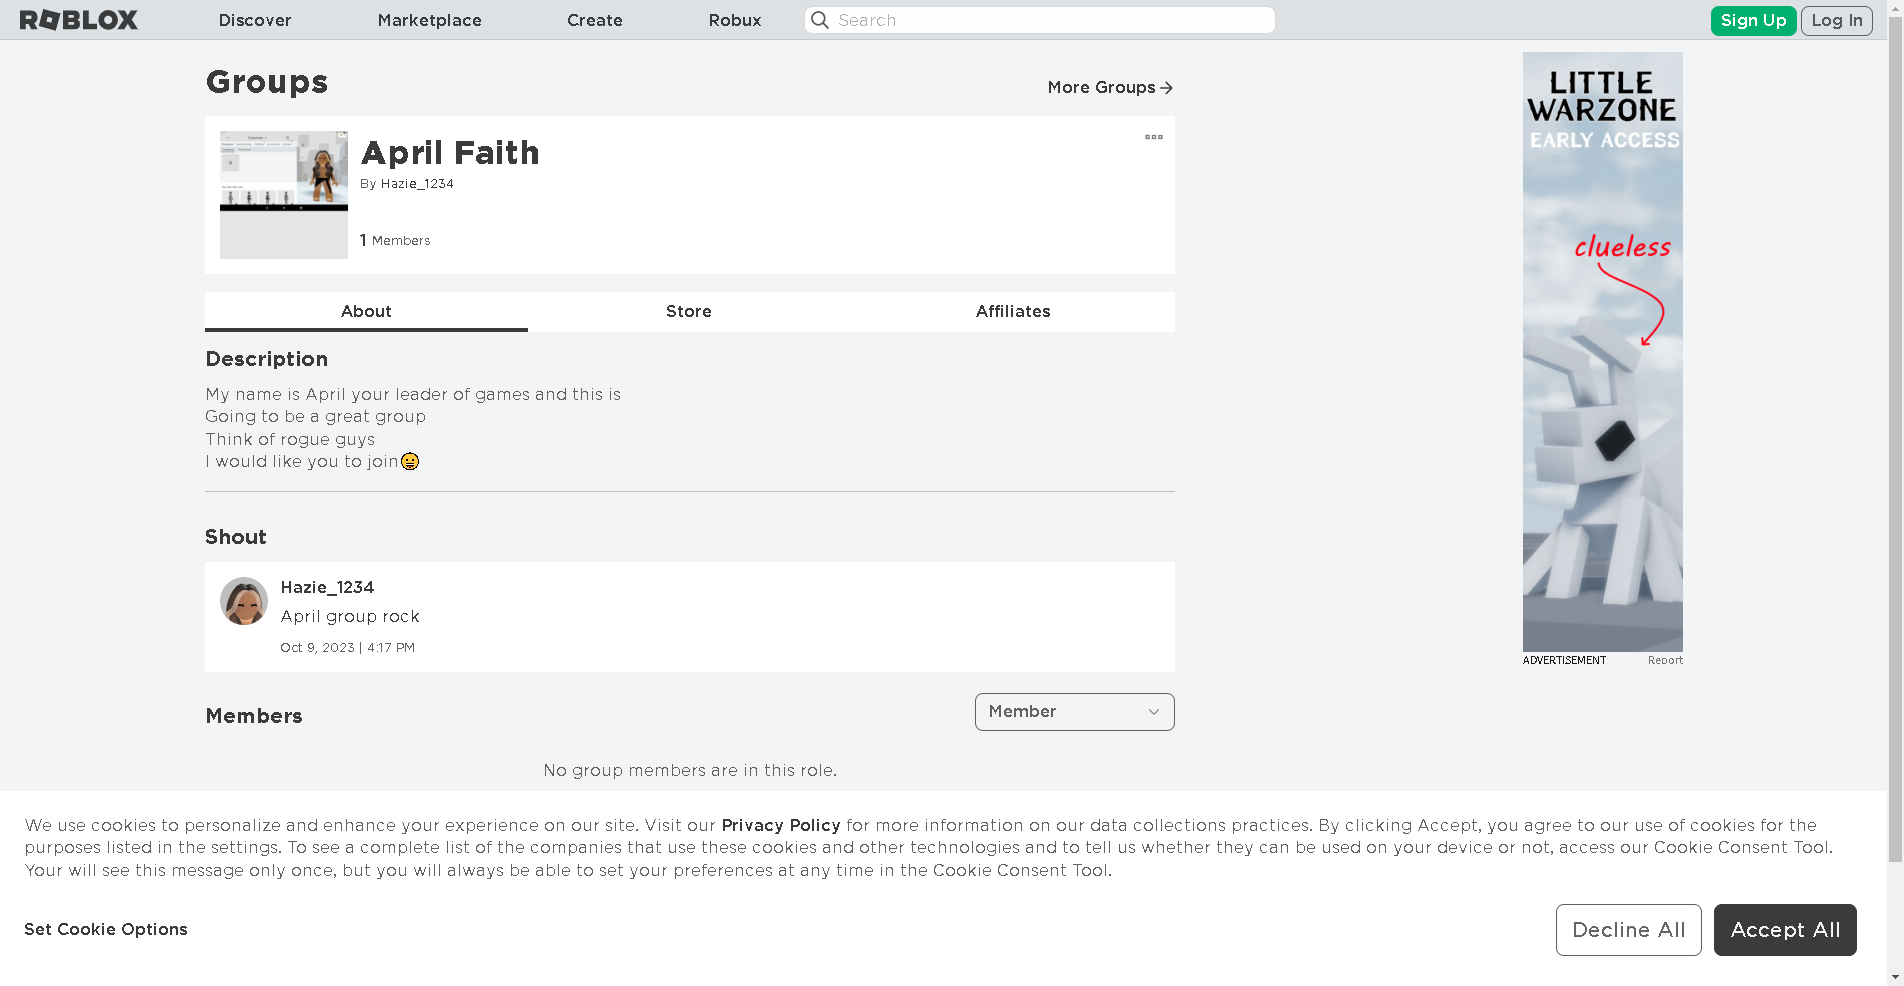 ROBLOX Discover Marketplace Create Robux Search Sign Up Log In
Groups
More Groups
April Faith
By Hazie_1234
1 Members
About Store Affiliates
Description
My name is April your leader of games and this is
Going to be a great group
Think of rogue guys
I would like you to join😀
Shout
Hazie_1234
April group rock
Oct 9, 2023 | 4:17 PM
Members
Member
No group members are in this role.
LITTLE
WARZONE
EARLY ACCESS
clueless
ADVERTISEMENT Report
We use cookies to personalize and enhance your experience on our site. Visit our Privacy Policy for more information on our data collections practices. By clicking Accept, you agree to our use of cookies for the
purposes listed in the settings. To see a complete list of the companies that use these cookies and other technologies and to tell us whether they can be used on your device or not, access our Cookie Consent Tool.
Your will see this message only once, but you will always be able to set your preferences at any time in the Cookie Consent Tool.
Set Cookie Options
Decline All Accept All